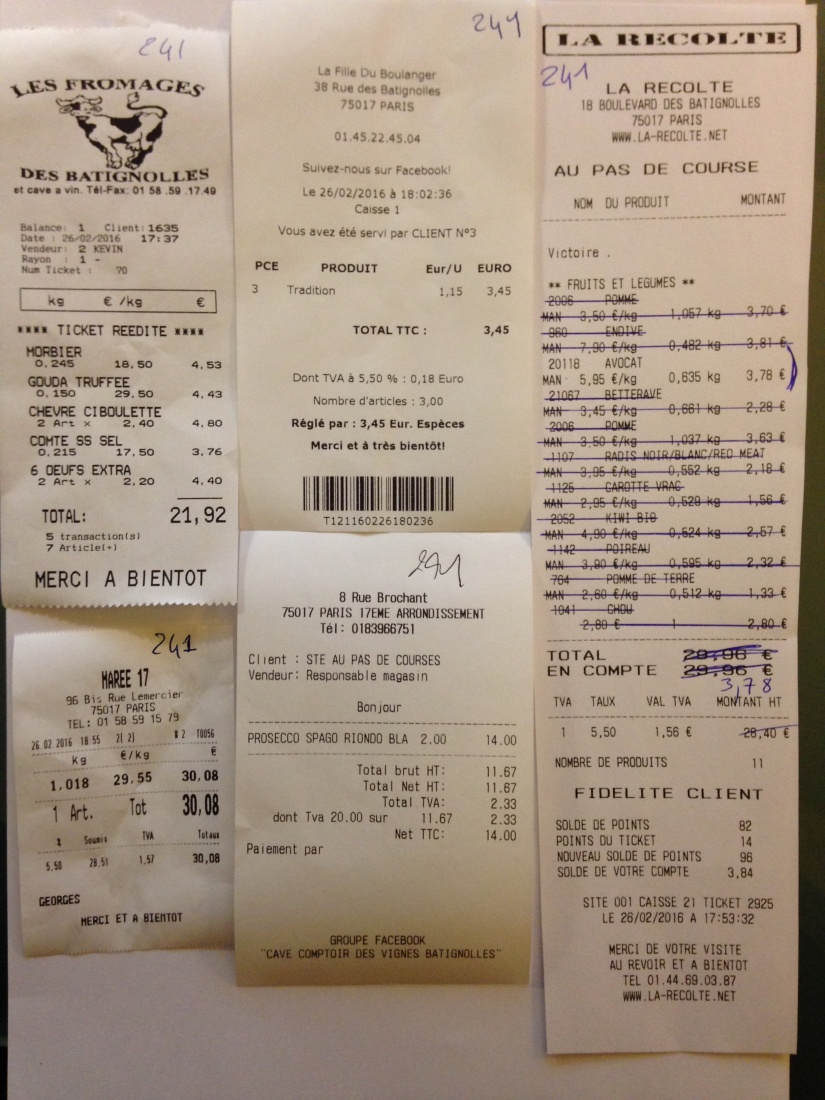 241
LES FROMAGES
DES BATIGNOLLES
et cave a vin. Tél-Fax: 01 58 .59 .17.49
Balance: 1 Client: 1635
Date : 26/02/2016 17:37
Vendeur: 2 KEVIN
Rayon : 1 -
Num Ticket : 70
kg € /kg €
**** TICKET REEDITE ****
MORBIER
0,245 18,50 4,53
GOUDA TRUFFEE
0,150 29,50 4,43
CHEVRE CIBOULETTE
2 Art x 2,40 4,80
COMTE SS SEL
0,215 17,50 3,76
6 OEUFS EXTRA
2 Art x 2,20 4,40
TOTAL: 21,92
5 transaction(s)
7 Article(+)
MERCI A BIENTOT
241
MAREE 17
96 Bis Rue Lemercier
75017 PARIS
TEL: 01 58 59 15 79
26.02.2016 18:55 2( 2) # 2 T0056
kg €/kg €
1,018 29,55 30,08
1 Art. Tot 30,08
% Soumis TVA Totaux
5,50 28,51 1,57 30,08
GEORGES
MERCI ET A BIENTOT
241
La Fille Du Boulanger
38 Rue des Batignolles
75017 PARIS
01.45.22.45.04
Suivez-nous sur Facebook!
Le 26/02/2016 à 18:02:36
Caisse 1
Vous avez été servi par CLIENT N°3
PCE PRODUIT Eur/U EURO
3 Tradition 1,15 3,45
TOTAL TTC : 3,45
Dont TVA à 5,50 % : 0,18 Euro
Nombre d'articles : 3,00
Réglé par : 3,45 Eur. Espèces
Merci et à très bientôt!
T121160226180236
241
8 Rue Brochant
75017 PARIS 17EME ARRONDISSEMENT
Tél: 0183966751
Client : STE AU PAS DE COURSES
Vendeur: Responsable magasin
Bonjour
PROSECCO SPAGO RIONDO BLA 2.00 14.00
Total brut HT: 11.67
Total Net HT: 11.67
Total TVA: 2.33
dont Tva 20.00 sur 11.67 2.33
Net TTC: 14.00
Paiement par
GROUPE FACEBOOK
"CAVE COMPTOIR DES VIGNES BATIGNOLLES"
LA RECOLTE
241
LA RECOLTE
18 BOULEVARD DES BATIGNOLLES
75017 PARIS
WWW.LA-RECOLTE.NET
AU PAS DE COURSE
NOM DU PRODUIT MONTANT
Victoire .
** FRUITS ET LEGUMES **
2006 POMME
MAN 3,50 €/kg 1,057 kg 3,70 €
960 ENDIVE
MAN 7,90 €/kg 0,482 kg 3,81 €
20118 AVOCAT
MAN 5,95 €/kg 0,635 kg 3,78 €
21067 BETTERAVE
MAN 3,45 €/kg 0,661 kg 2,28 €
2006 POMME
MAN 3,50 €/kg 1,037 kg 3,63 €
1107 RADIS NOIR/BLANC/RED MEAT
MAN 3,95 €/kg 0,552 kg 2,18 €
1125 CAROTTE VRAC
MAN 2,95 €/kg 0,529 kg 1,56 €
2052 KIWI BIO
MAN 4,90 €/kg 0,524 kg 2,57 €
1142 POIREAU
MAN 3,90 €/kg 0,595 kg 2,32 €
764 POMME DE TERRE
MAN 2,60 €/kg 0,512 kg 1,33 €
1041 CHOU
2,80 € 1 2,80 €
TOTAL 29,96 €
EN COMPTE 29,96 €
3,78
TVA TAUX VAL TVA MONTANT HT
1 5,50 1,56 € 28,40 €
NOMBRE DE PRODUITS 11
FIDELITE CLIENT
SOLDE DE POINTS 82
POINTS DU TICKET 14
NOUVEAU SOLDE DE POINTS 96
SOLDE DE VOTRE COMPTE 3,84
SITE 001 CAISSE 21 TICKET 2925
LE 26/02/2016 A 17:53:32
MERCI DE VOTRE VISITE
AU REVOIR ET A BIENTOT
TEL 01.44.69.03.87
WWW.LA-RECOLTE.NET